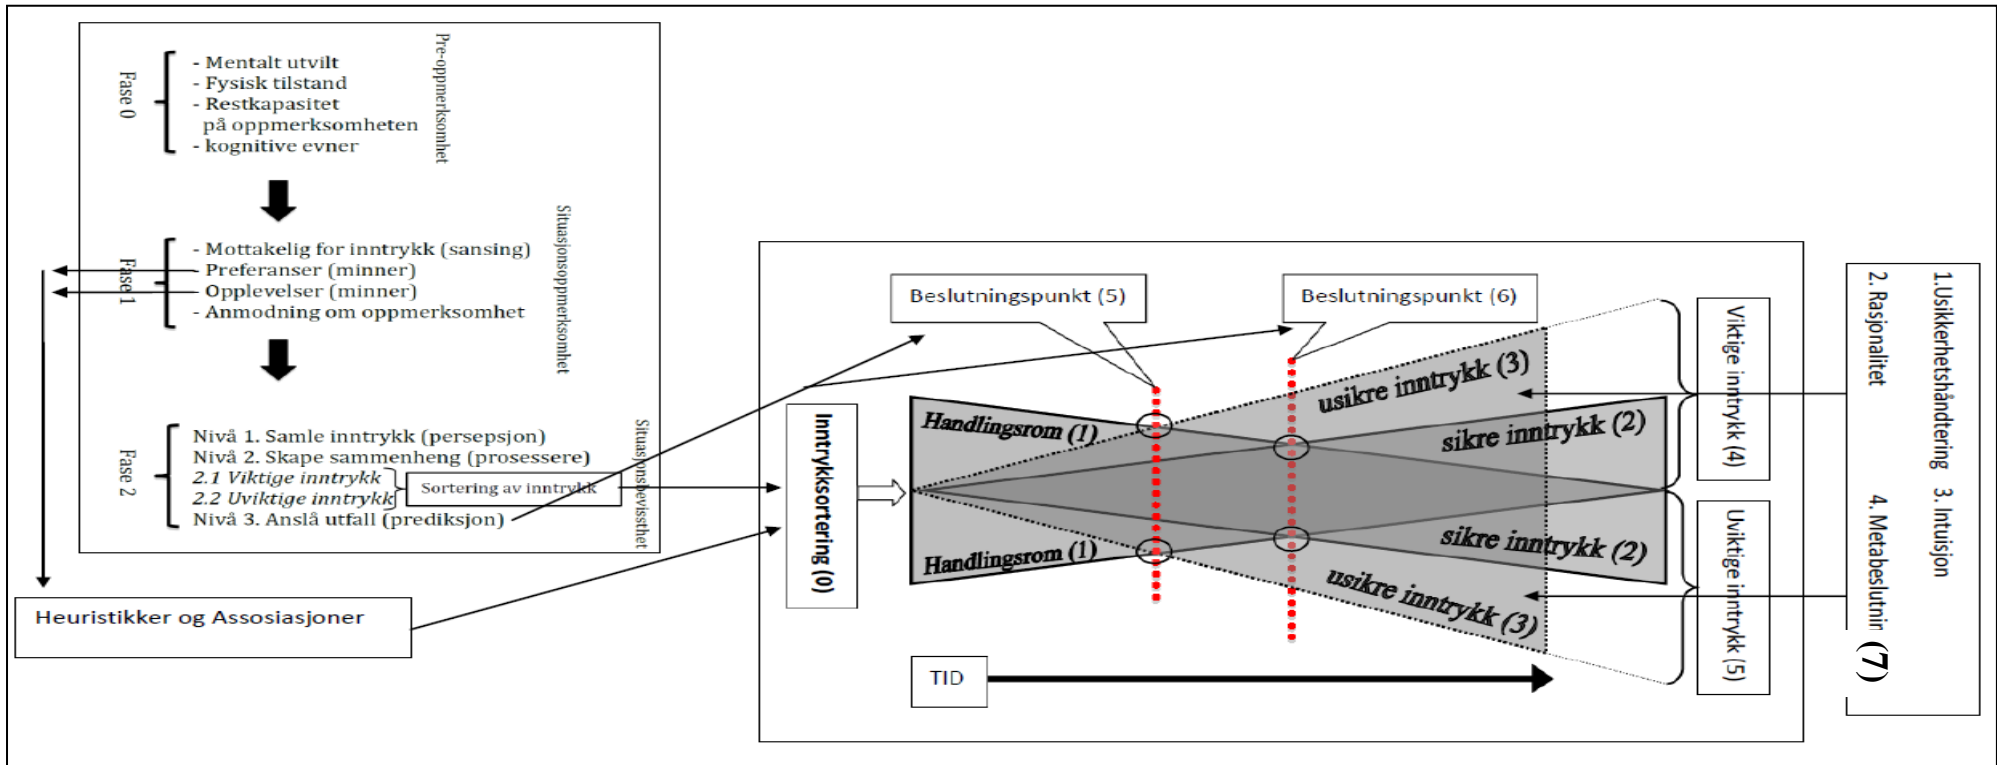 Fase 0
- Mentalt utvilt
- Fysisk tilstand
- Restkapasitet
på oppmerksomheten
- kognitive evner
Pre-oppmerksomhet
Fase 1
- Mottakelig for inntrykk (sansing)
- Preferanser (minner)
- Opplevelser (minner)
- Anmodning om oppmerksomhet
Situasjonsoppmerksomhet
Fase 2
Nivå 1. Samle inntrykk (persepsjon)
Nivå 2. Skape sammenheng (prosessere)
2.1 Viktige inntrykk
2.2 Uviktige inntrykk
Sortering av inntrykk
Nivå 3. Anslå utfall (prediksjon)
Situasjonsbevissthet
Heuristikker og Assosiasjoner
Inntryksortering (0)
Beslutningspunkt (5)
Beslutningspunkt (6)
Handlingsrom (1)
Handlingsrom (1)
usikre inntrykk (3)
sikre inntrykk (2)
sikre inntrykk (2)
usikre inntrykk (3)
TID
Viktige inntrykk (4)
Uviktige inntrykk (5)
1.Usikkerhetshåndtering 3. Intuisjon
2. Rasjonalitet 4. Metabeslutnin
(7)